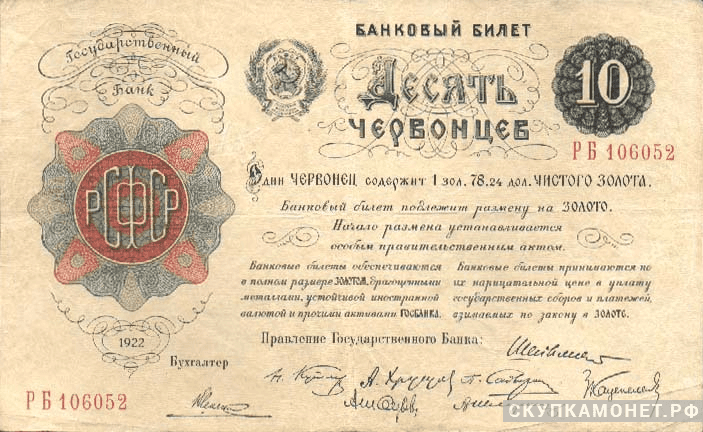 Государственный
Банк
РСФСР
1922
Бухгалтер
РБ 106052
БАНКОВЫЙ БИЛЕТ
Десять
ЧЕРВОНЦЕВ
10
РБ 106052
Один ЧЕРВОНЕЦ содержит 1 зол. 78.24 дол. ЧИСТОГО ЗОЛОТА.
Банковый билет подлежит размену на ЗОЛОТО.
Начало размена устанавливается
особым правительственным актом.
Банковые билеты обеспечиваются
в полном размере ЗОЛОТОМ, драгоценными
металлами, устойчивой иностранной
валютой и прочими активами ГОСБАНКА.
Банковые билеты принимаются по
их нарицательной цене в уплату
государственных сборов и платежей,
взимаемых по закону в ЗОЛОТЕ.
Правление Государственного Банка:
СКУПКАМОНЕТ.РФ